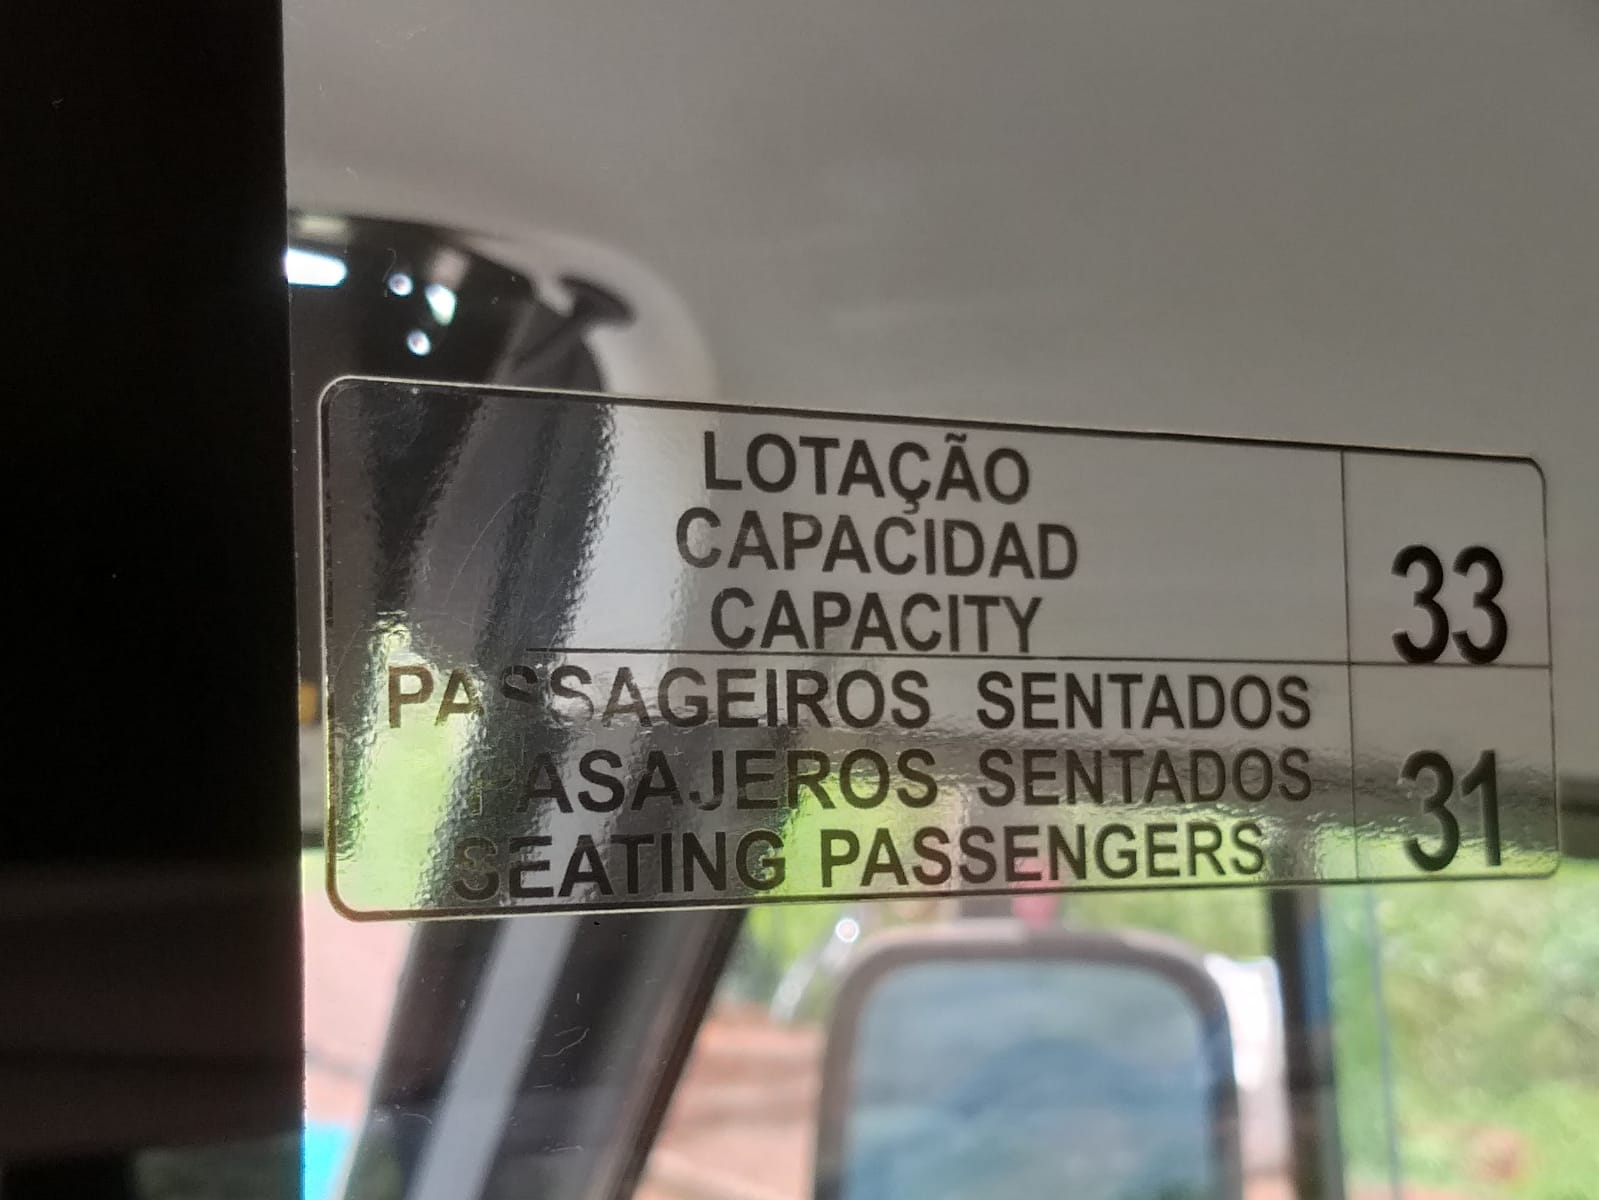 LOTAÇÃO
CAPACIDAD
CAPACITY
33
PASSAGEIROS SENTADOS
PASAJEROS SENTADOS
SEATING PASSENGERS
31